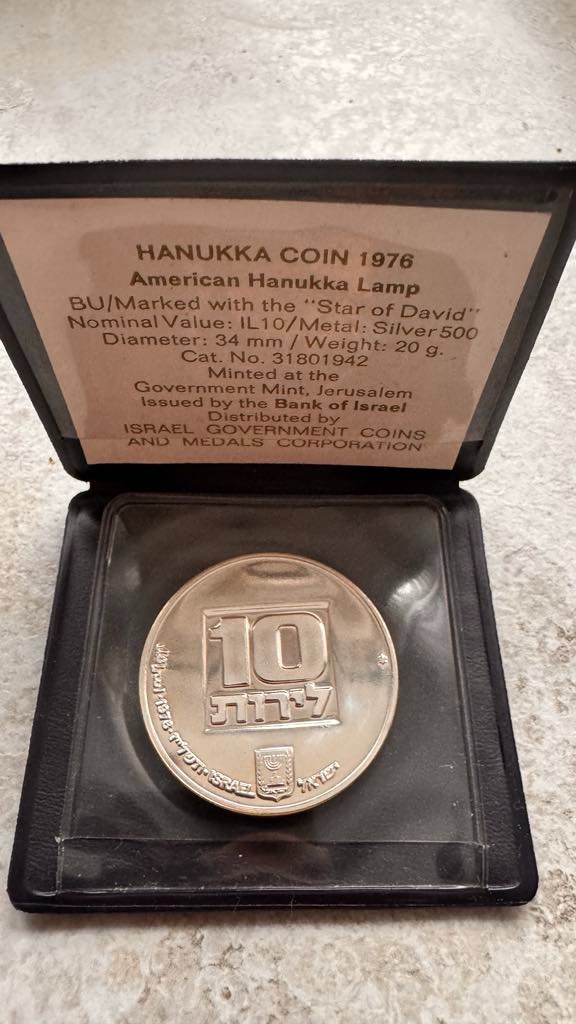 HANUKKA COIN 1976
American Hanukka Lamp
BU/Marked with the "Star of David"
Nominal Value: IL10/Metal: Silver 500
Diameter: 34 mm / Weight: 20 g.
Cat. No. 31801942
Minted at the
Government Mint, Jerusalem
Issued by the Bank of Israel
Distributed by
ISRAEL GOVERNMENT COINS
AND MEDALS CORPORATION
10
לירות
1976 · תשל"ז · ISRAEL ישראל